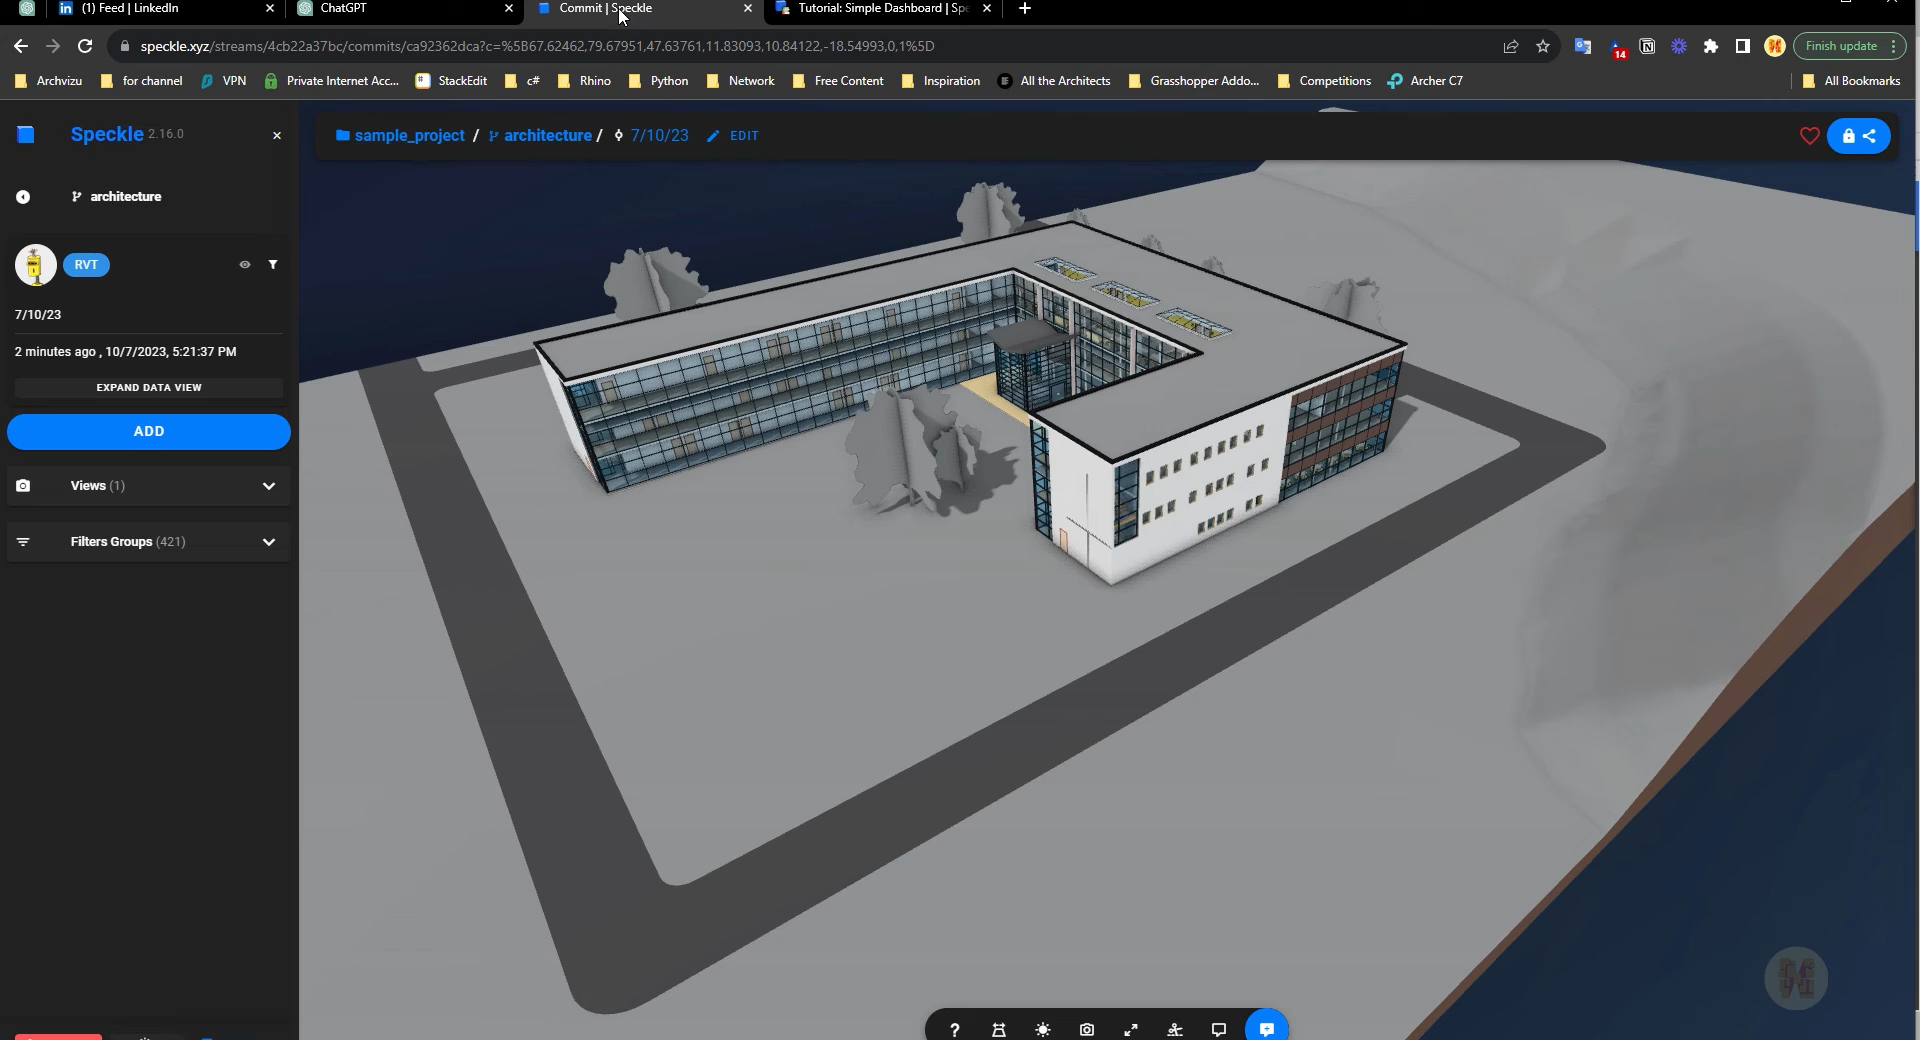 (1) Feed | LinkedIn
ChatGPT
Commit | Speckle
Tutorial: Simple Dashboard | Spe
speckle.xyz/streams/4cb22a37bc/commits/ca92362dca?c=%5B67.62462,79.67951,47.63761,11.83093,10.84122,-18.54993,0,1%5D
14
Finish update
Archvizu
for channel
VPN
Private Internet Acc...
StackEdit
c#
Rhino
Python
Network
Free Content
Inspiration
All the Architects
Grasshopper Addo...
Competitions
Archer C7
All Bookmarks
Speckle 2.16.0
sample_project / architecture / 7/10/23 EDIT
architecture
RVT
7/10/23
2 minutes ago , 10/7/2023, 5:21:37 PM
EXPAND DATA VIEW
ADD
Views (1)
Filters Groups (421)
?